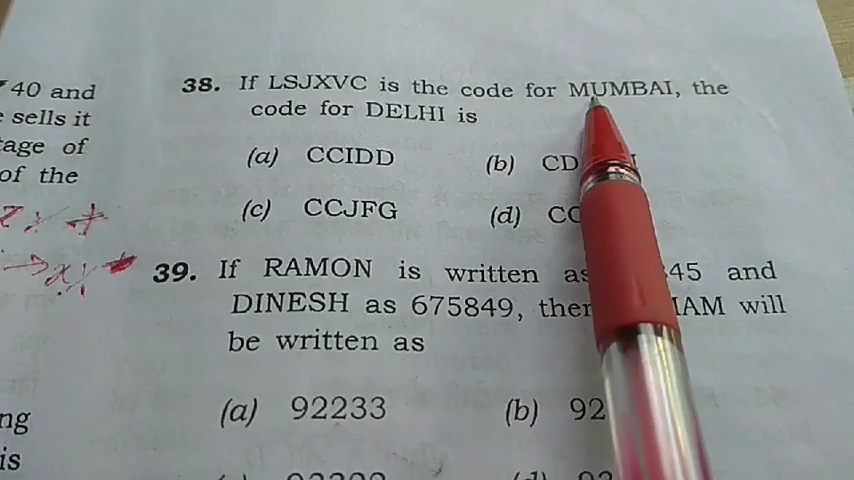 40 and
sells it
age of
of the
38. If LSJXVC is the code for MUMBAI, the
code for DELHI is
(a) CCIDD (b) CD
(c) CCJFG (d) CC
39. If RAMON is written as 45 and
DINESH as 675849, then IAM will
be written as
(a) 92233 (b) 92
ng
is